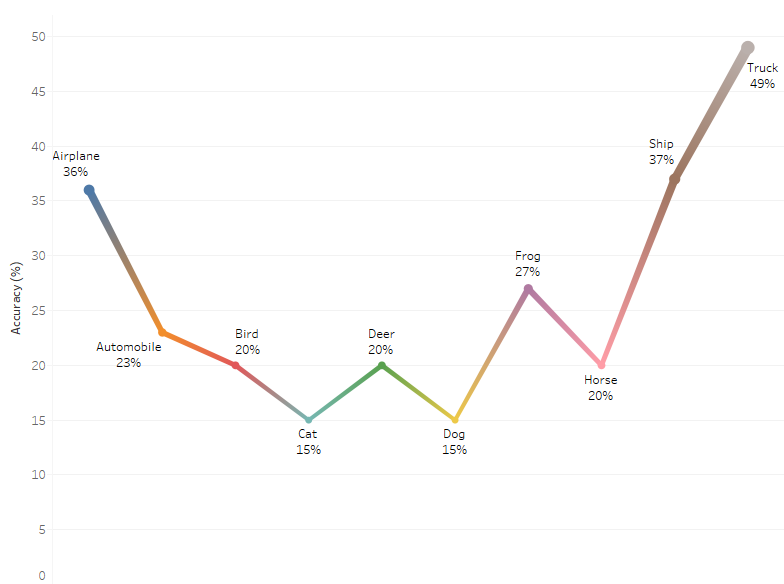 50
45
40
35
30
25
20
15
10
5
0
Accuracy (%)
Airplane
36%
Automobile
23%
Bird
20%
Cat
15%
Deer
20%
Dog
15%
Frog
27%
Horse
20%
Ship
37%
Truck
49%